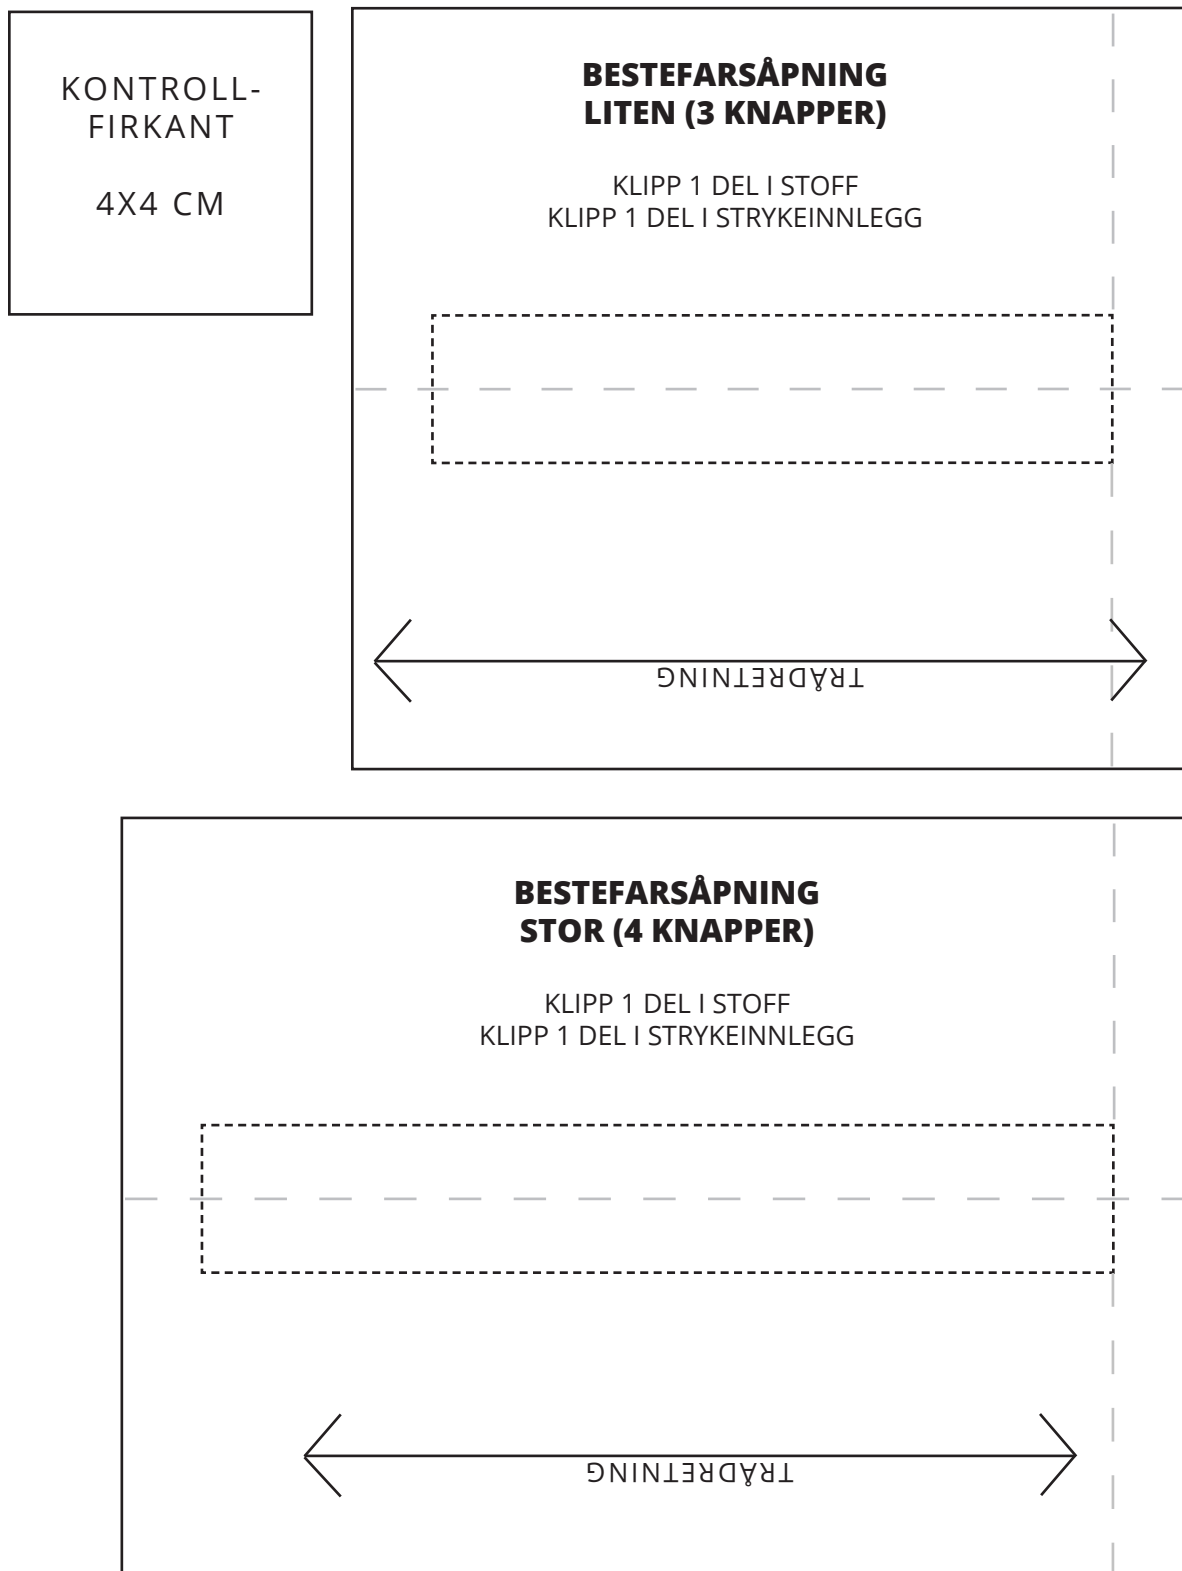 KONTROLL-
FIRKANT
4X4 CM
BESTEFARSÅPNING
LITEN (3 KNAPPER)
KLIPP 1 DEL I STOFF
KLIPP 1 DEL I STRYKEINNLEGG
TRÅDRETNING
BESTEFARSÅPNING
STOR (4 KNAPPER)
KLIPP 1 DEL I STOFF
KLIPP 1 DEL I STRYKEINNLEGG
TRÅDRETNING